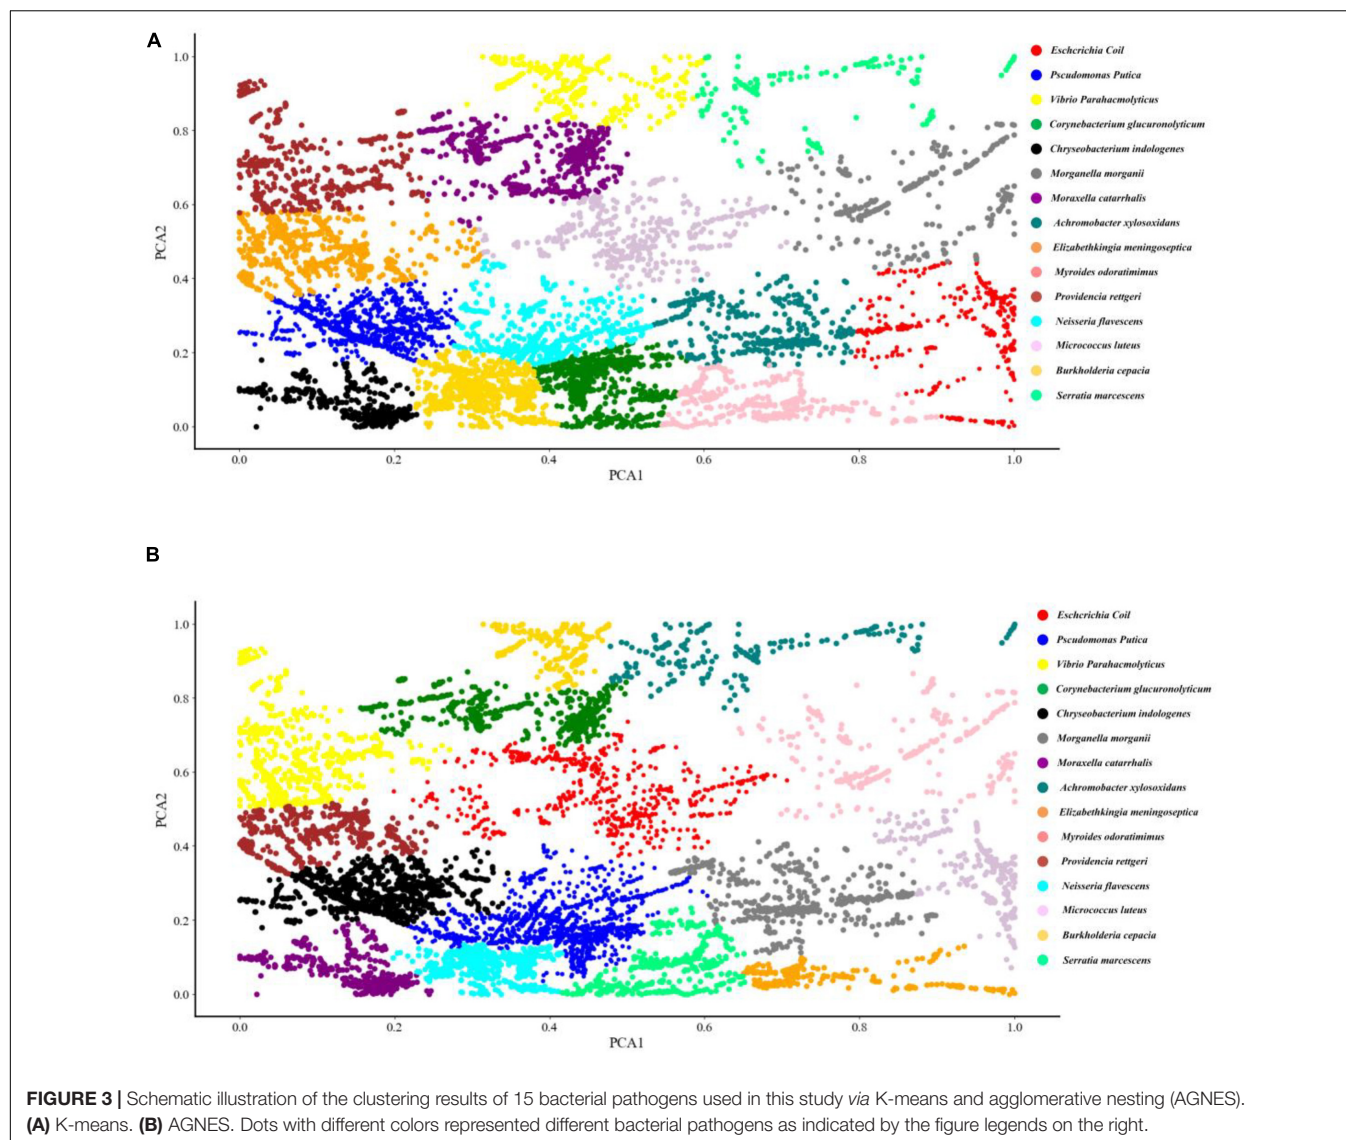 A
1.0
0.8
0.6
0.4
0.2
0.0
PCA2
0.0 0.2 0.4 0.6 0.8 1.0
PCA1
Eschcrichia Coil
Pscudomonas Putica
Vibrio Parahacmolyticus
Corynebacterium glucuronolyticum
Chryseobacterium indologenes
Morganella morganii
Moraxella catarrhalis
Achromobacter xylosoxidans
Elizabethkingia meningoseptica
Myroides odoratimimus
Providencia rettgeri
Neisseria flavescens
Micrococcus luteus
Burkholderia cepacia
Serratia marcescens
B
1.0
0.8
0.6
0.4
0.2
0.0
PCA2
0.0 0.2 0.4 0.6 0.8 1.0
PCA1
Eschcrichia Coil
Pscudomonas Putica
Vibrio Parahacmolyticus
Corynebacterium glucuronolyticum
Chryseobacterium indologenes
Morganella morganii
Moraxella catarrhalis
Achromobacter xylosoxidans
Elizabethkingia meningoseptica
Myroides odoratimimus
Providencia rettgeri
Neisseria flavescens
Micrococcus luteus
Burkholderia cepacia
Serratia marcescens
FIGURE 3 | Schematic illustration of the clustering results of 15 bacterial pathogens used in this study via K-means and agglomerative nesting (AGNES).
(A) K-means. (B) AGNES. Dots with different colors represented different bacterial pathogens as indicated by the figure legends on the right.